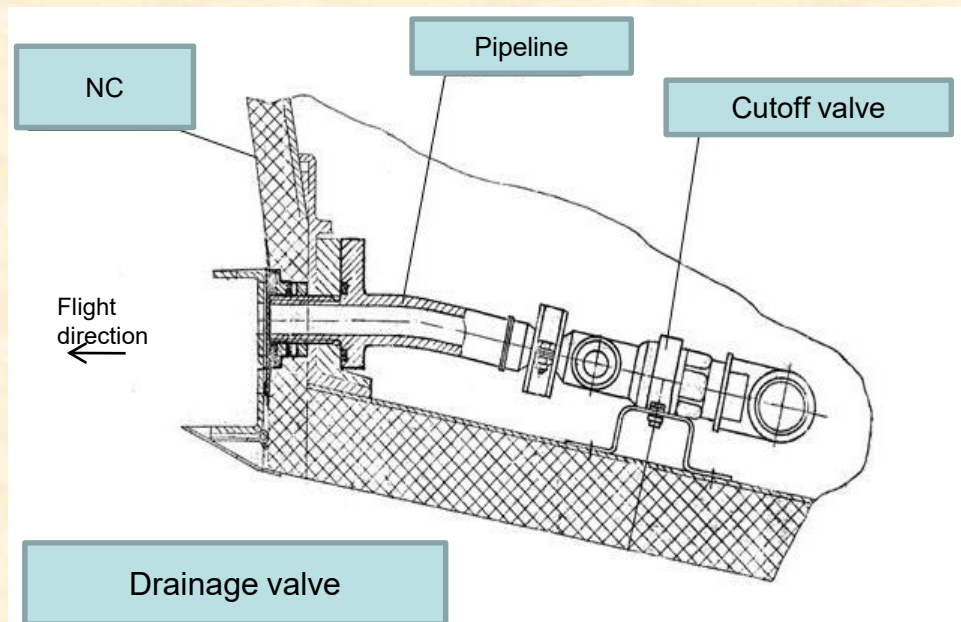 Pipeline
NC
Cutoff valve
Flight
direction
Drainage valve